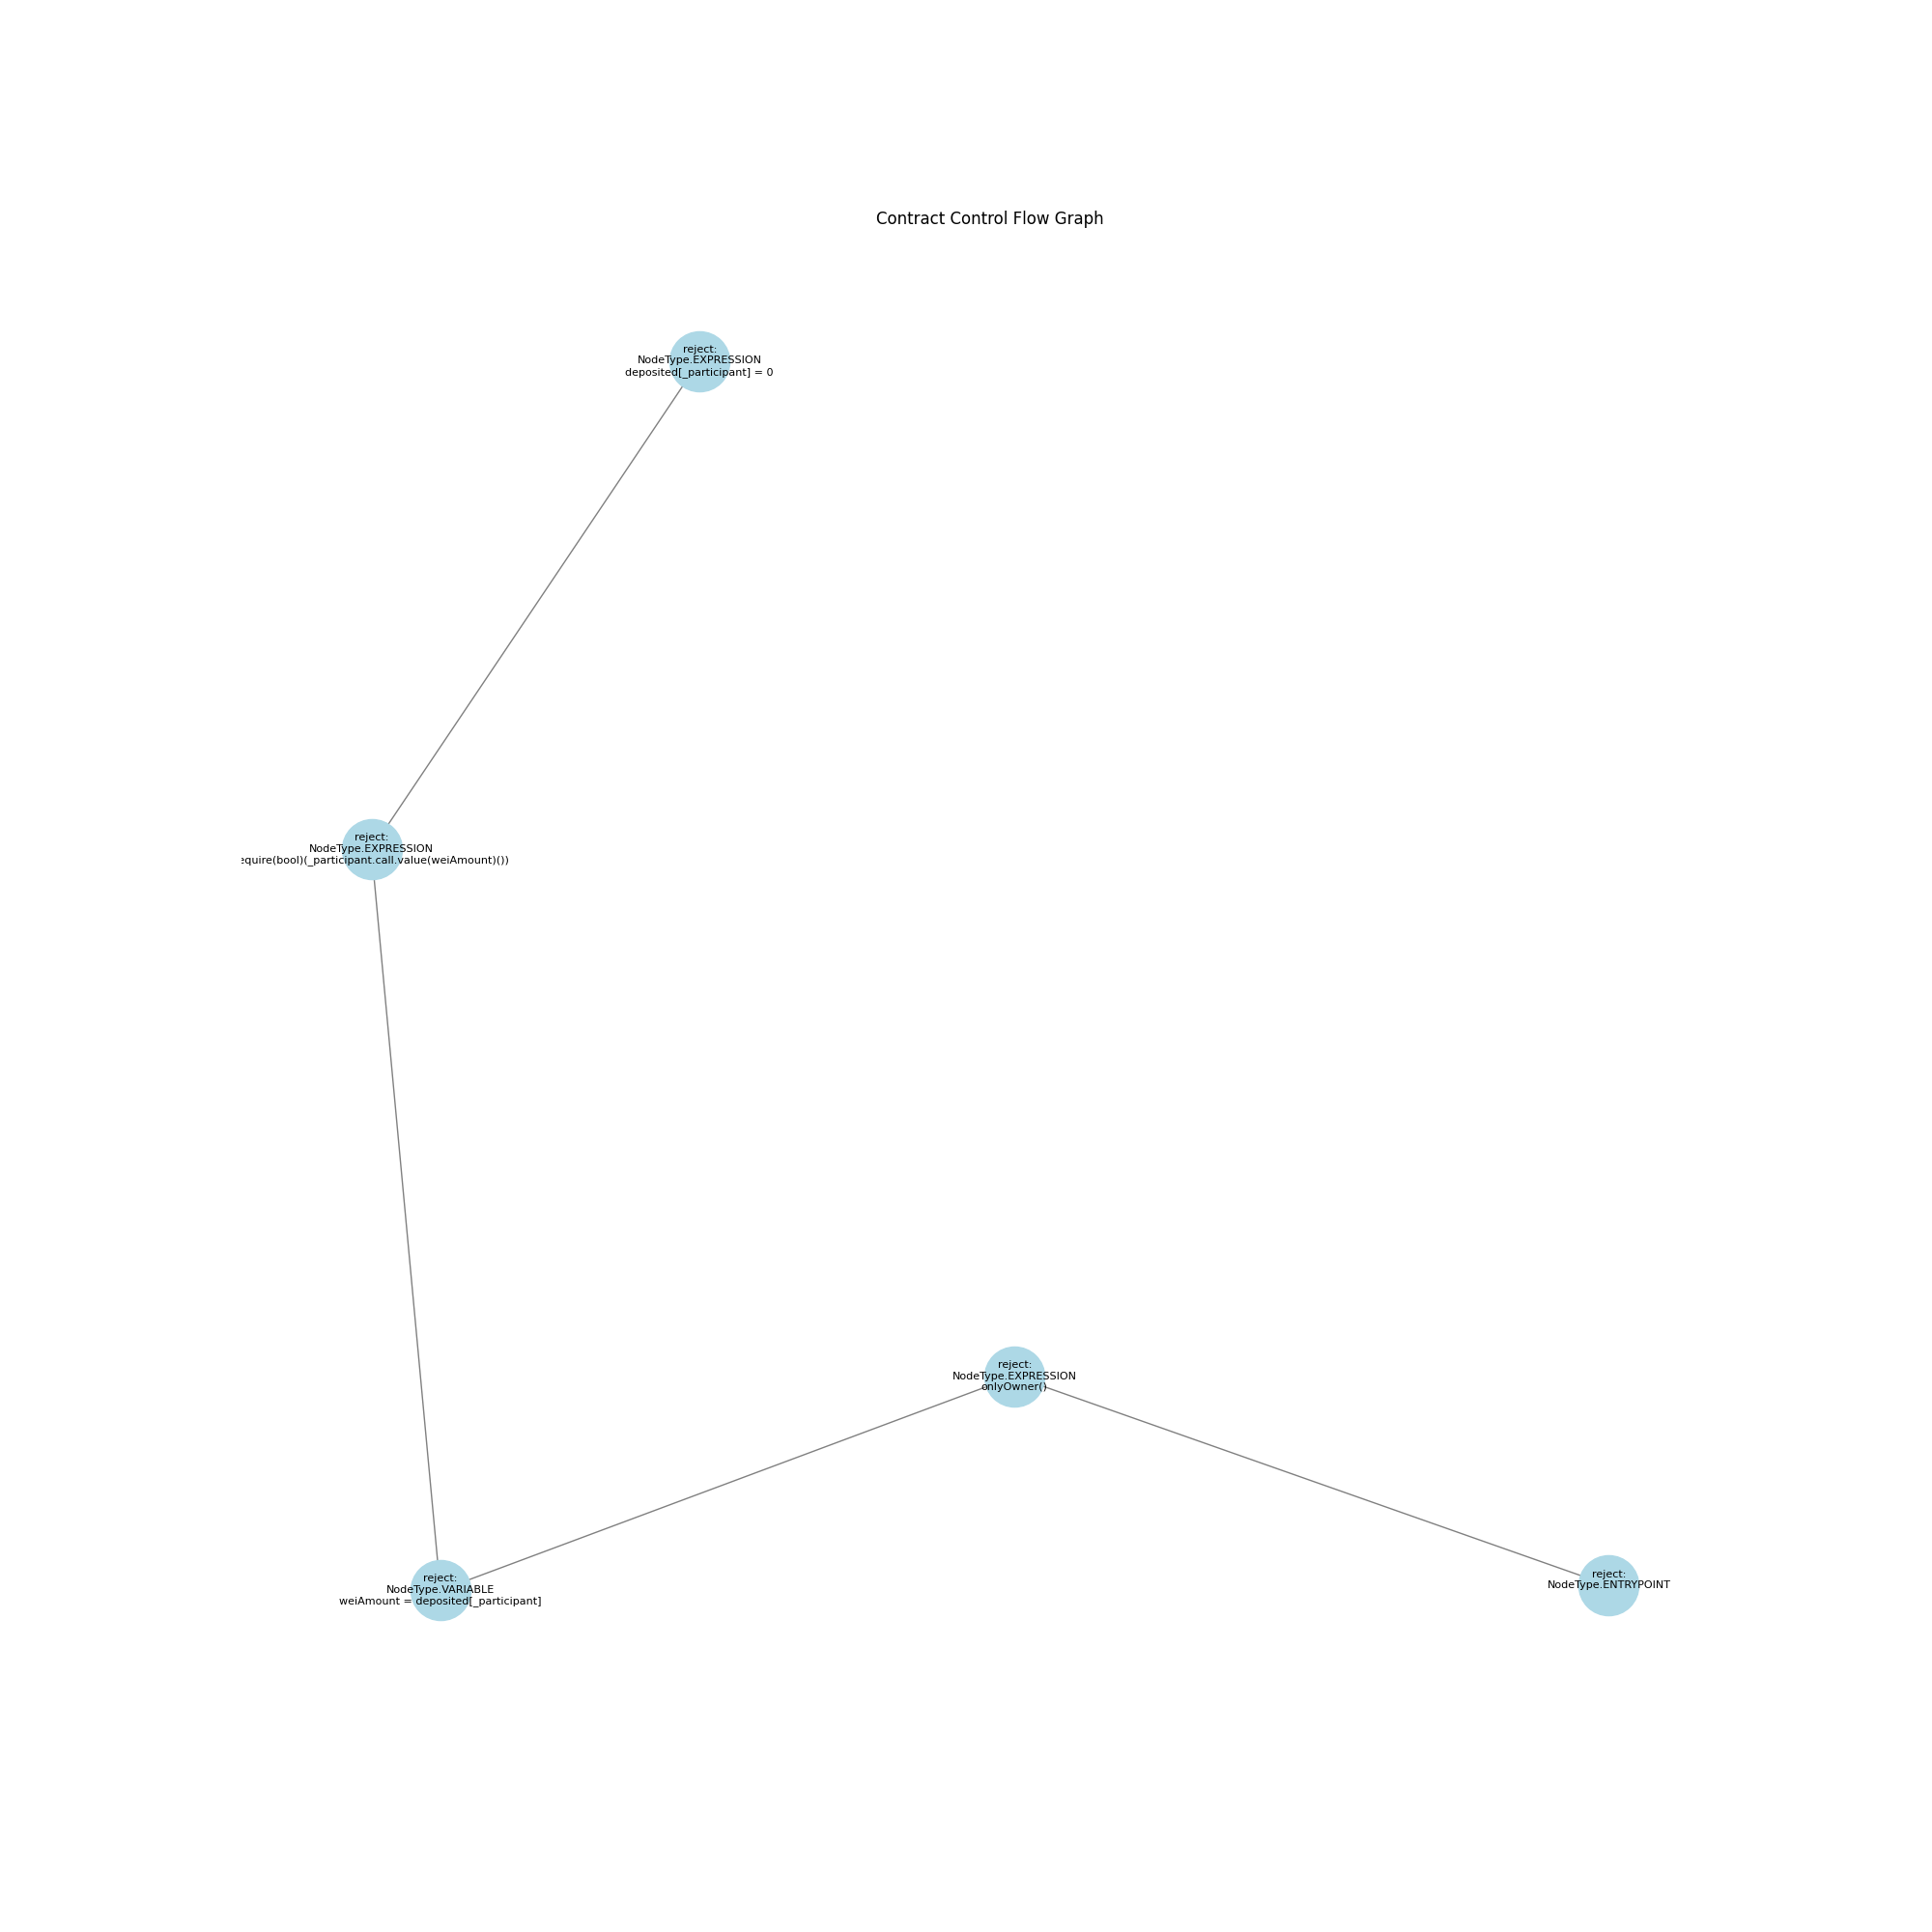 Contract Control Flow Graph
reject:
NodeType.EXPRESSION
deposited[_participant] = 0
reject:
NodeType.EXPRESSION
equire(bool)(_participant.call.value(weiAmount)())
reject:
NodeType.EXPRESSION
onlyOwner()
reject:
NodeType.ENTRYPOINT
reject:
NodeType.VARIABLE
weiAmount = deposited[_participant]